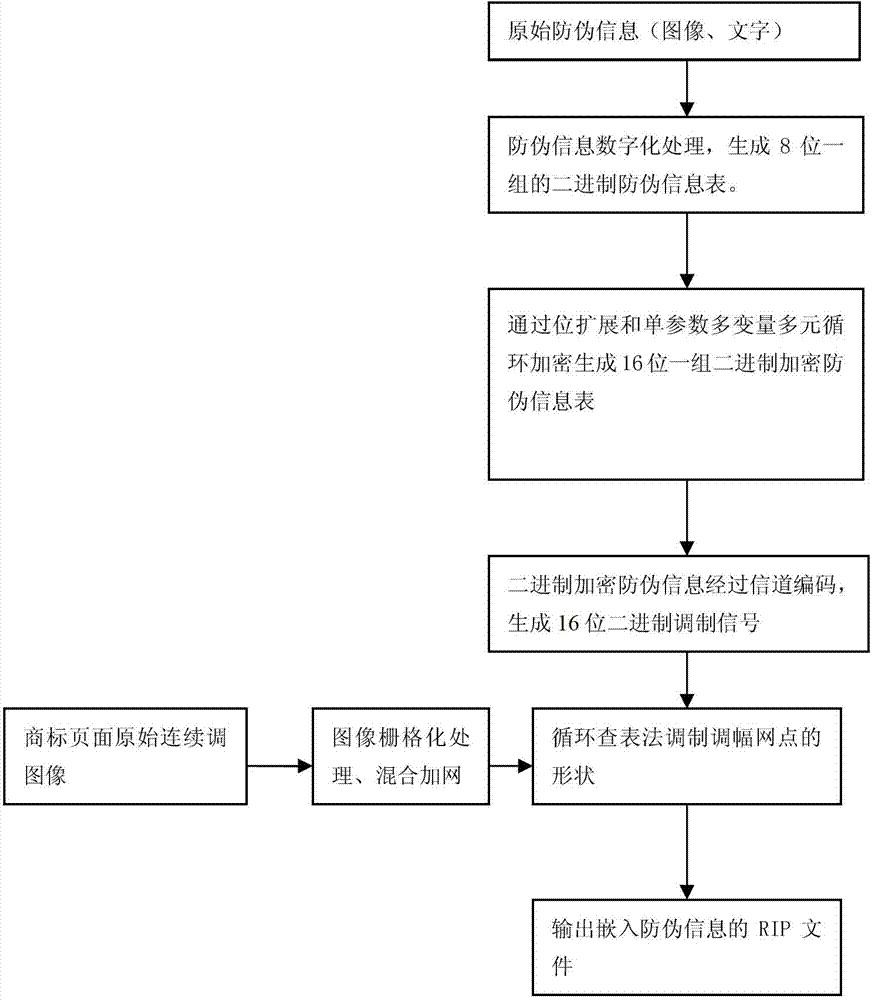 原始防伪信息（图像、文字）
防伪信息数字化处理，生成 8 位一
组的二进制防伪信息表。
通过位扩展和单参数多变量多元循
环加密生成16位一组二进制加密防
伪信息表
二进制加密防伪信息经过信道编码，
生成16位二进制调制信号
商标页面原始连续调
图像
图像栅格化处
理、混合加网
循环查表法调制调幅网点的
形状
输出嵌入防伪信息的 RIP 文
件